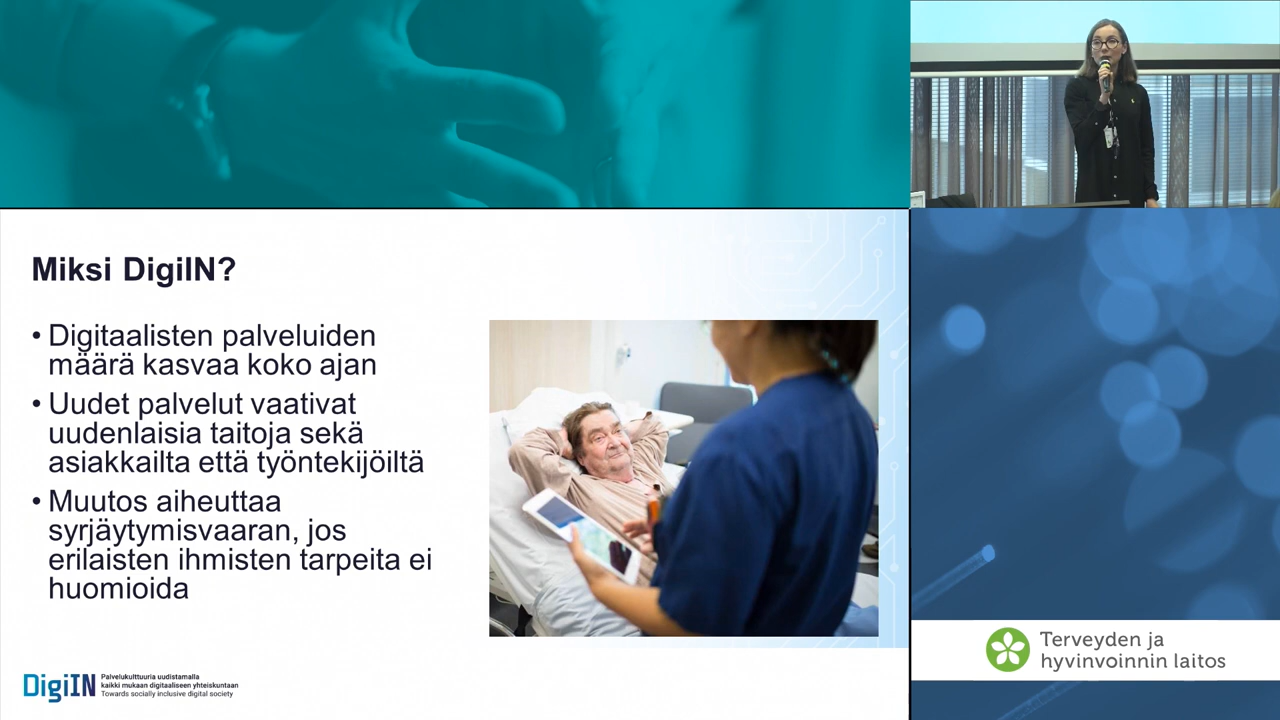 Miksi DigiIN?
• Digitaalisten palveluiden
määrä kasvaa koko ajan
• Uudet palvelut vaativat
uudenlaisia taitoja sekä
asiakkailta että työntekijöiltä
• Muutos aiheuttaa
syrjäytymisvaaran, jos
erilaisten ihmisten tarpeita ei
huomioida
DigiIN
Palvelukulttuuria uudistamalla
kaikki mukaan digitaaliseen yhteiskuntaan
Towards socially inclusive digital society
Terveyden ja
hyvinvoinnin laitos